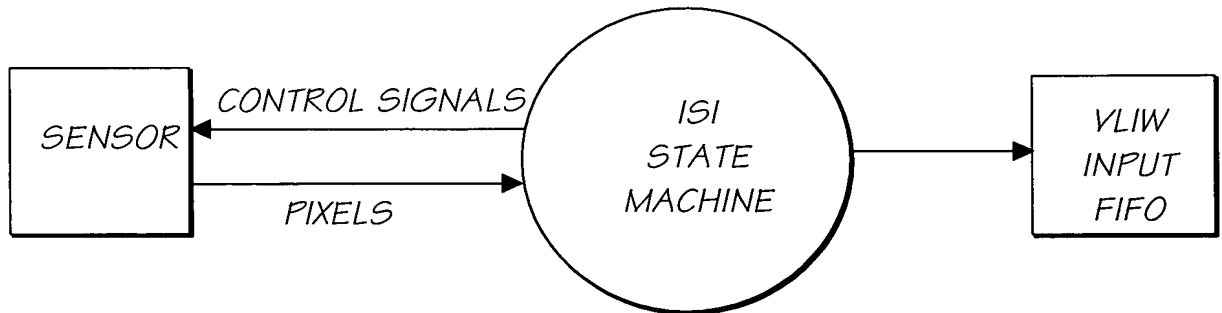 SENSOR
CONTROL SIGNALS
PIXELS
ISI
STATE
MACHINE
VLIW
INPUT
FIFO